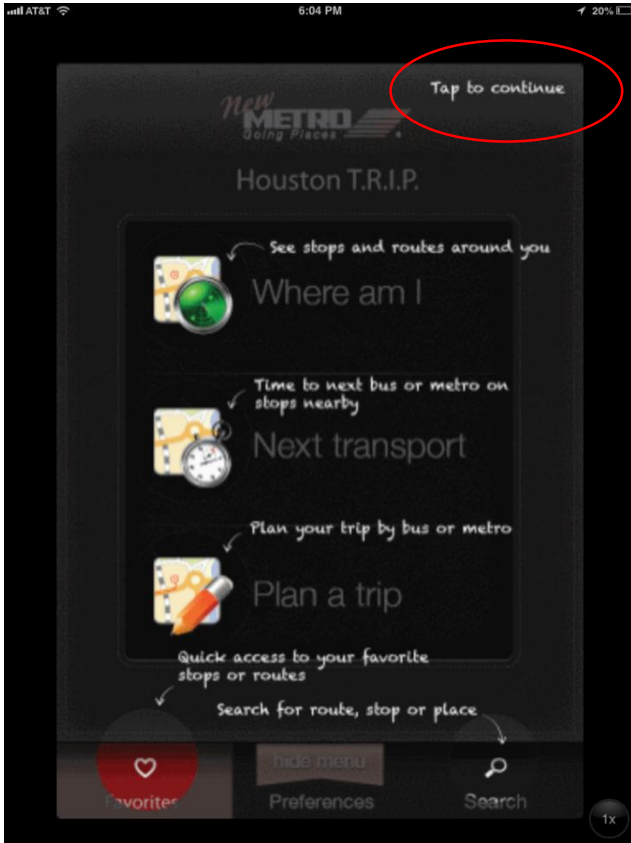 AT&T 6:04 PM 20%
Tap to continue
New
METRO
Going Places
Houston T.R.I.P.
See stops and routes around you
Where am I
Time to next bus or metro on
stops nearby
Next transport
Plan your trip by bus or metro
Plan a trip
Quick access to your favorite
stops or routes
Search for route, stop or place
hide menu
Favorites Preferences Search
1x